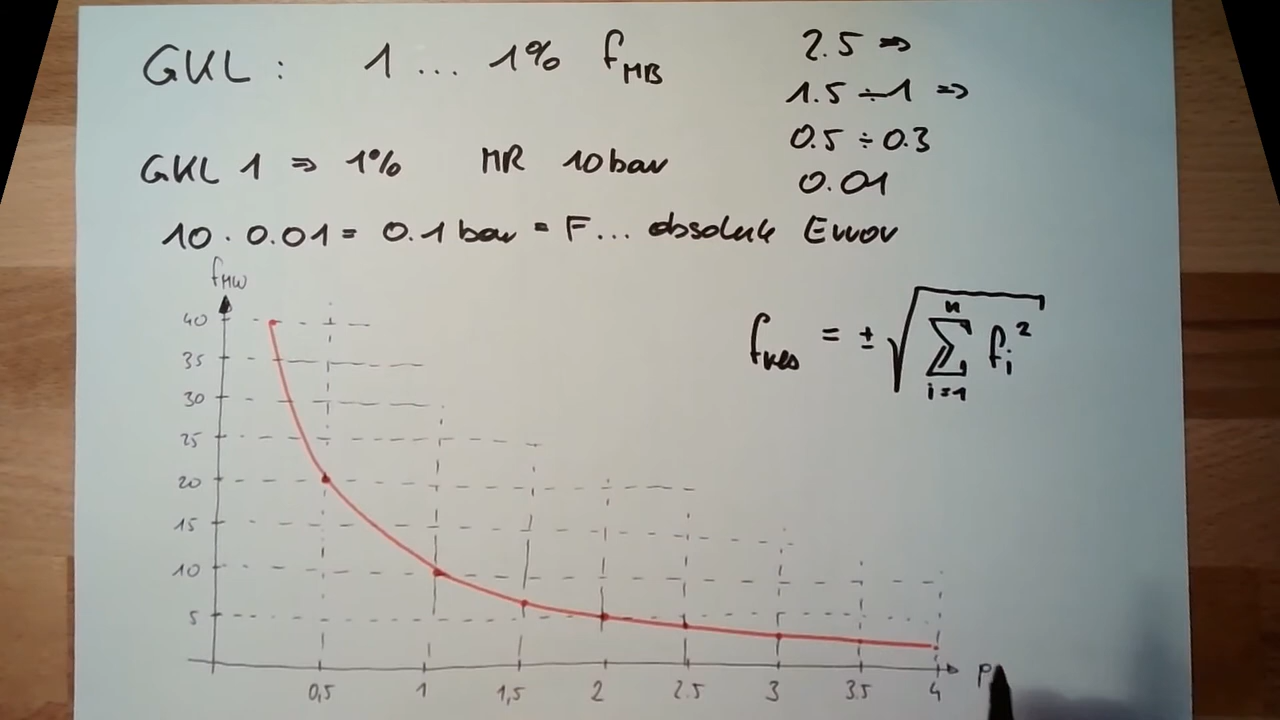 GKL : 1 ... 1% fMB
2.5 ⇒
1.5 ÷ 1 ⇒
0.5 ÷ 0.3
0.01
GKL 1 ⇒ 1% MR 10 bar
10 · 0.01 = 0.1 bar = F... absolute Error
fMW
40
35
30
25
20
15
10
5
0,5 1 1,5 2 2.5 3 3.5 4 P
fres = ± √ n Σ i=1 fi²